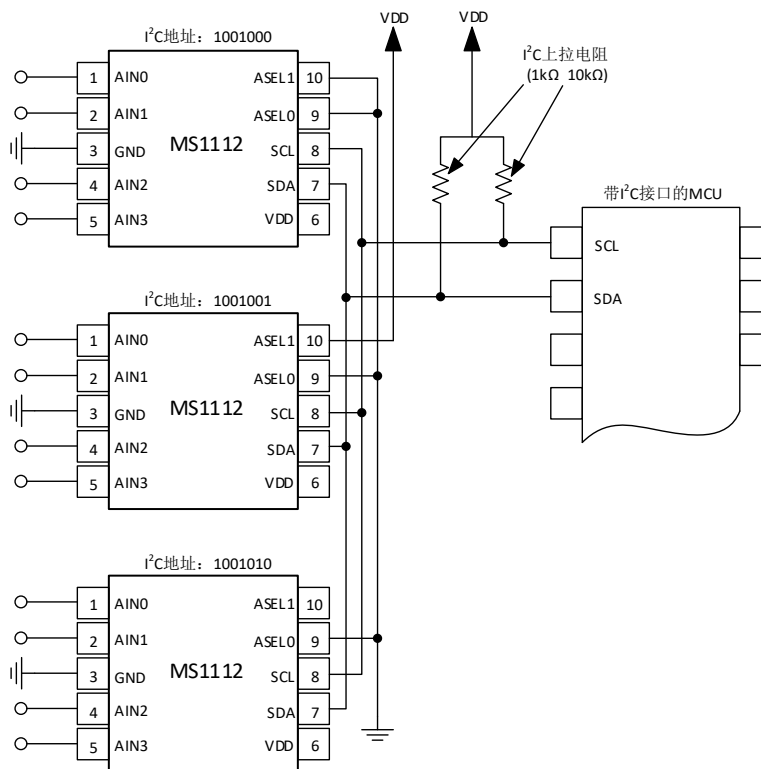 I²C地址：1001000
1 AIN0 ASEL1 10
2 AIN1 ASEL0 9
3 GND MS1112 SCL 8
4 AIN2 SDA 7
5 AIN3 VDD 6
VDD VDD
I²C上拉电阻
(1kΩ 10kΩ)
带I²C接口的MCU
SCL
SDA
I²C地址：1001001
1 AIN0 ASEL1 10
2 AIN1 ASEL0 9
3 GND MS1112 SCL 8
4 AIN2 SDA 7
5 AIN3 VDD 6
I²C地址：1001010
1 AIN0 ASEL1 10
2 AIN1 ASEL0 9
3 GND MS1112 SCL 8
4 AIN2 SDA 7
5 AIN3 VDD 6